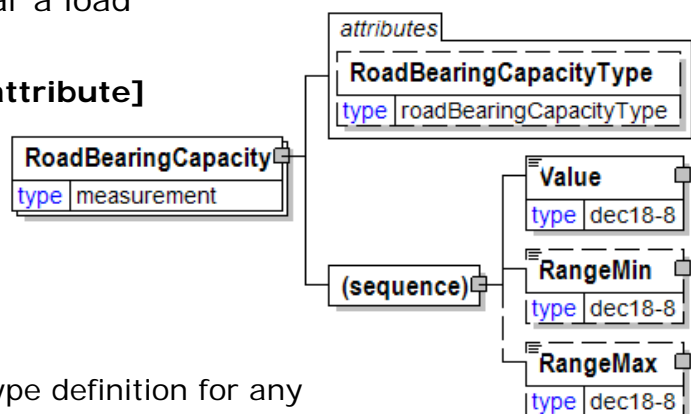 a load
attribute]
attributes
RoadBearingCapacityType
type roadBearingCapacityType
RoadBearingCapacity
type measurement
(sequence)
Value
type dec18-8
RangeMin
type dec18-8
RangeMax
type dec18-8
ype definition for any